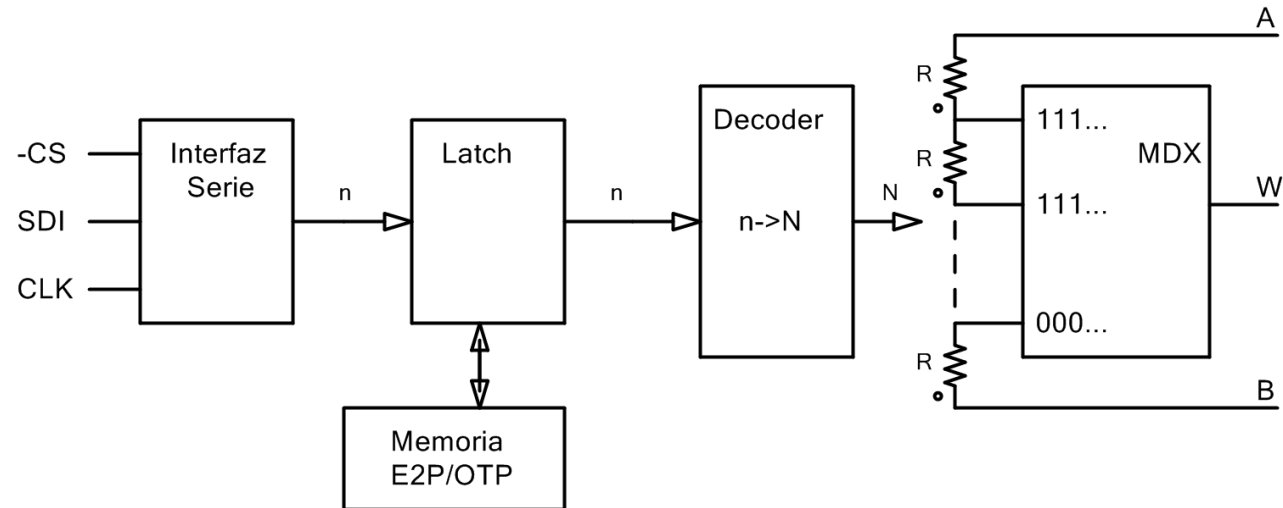 -CS
SDI
CLK
Interfaz
Serie
n
Latch
n
Memoria
E2P/OTP
Decoder
n->N
N
R
R
R
111...
111...
000...
MDX
A
W
B